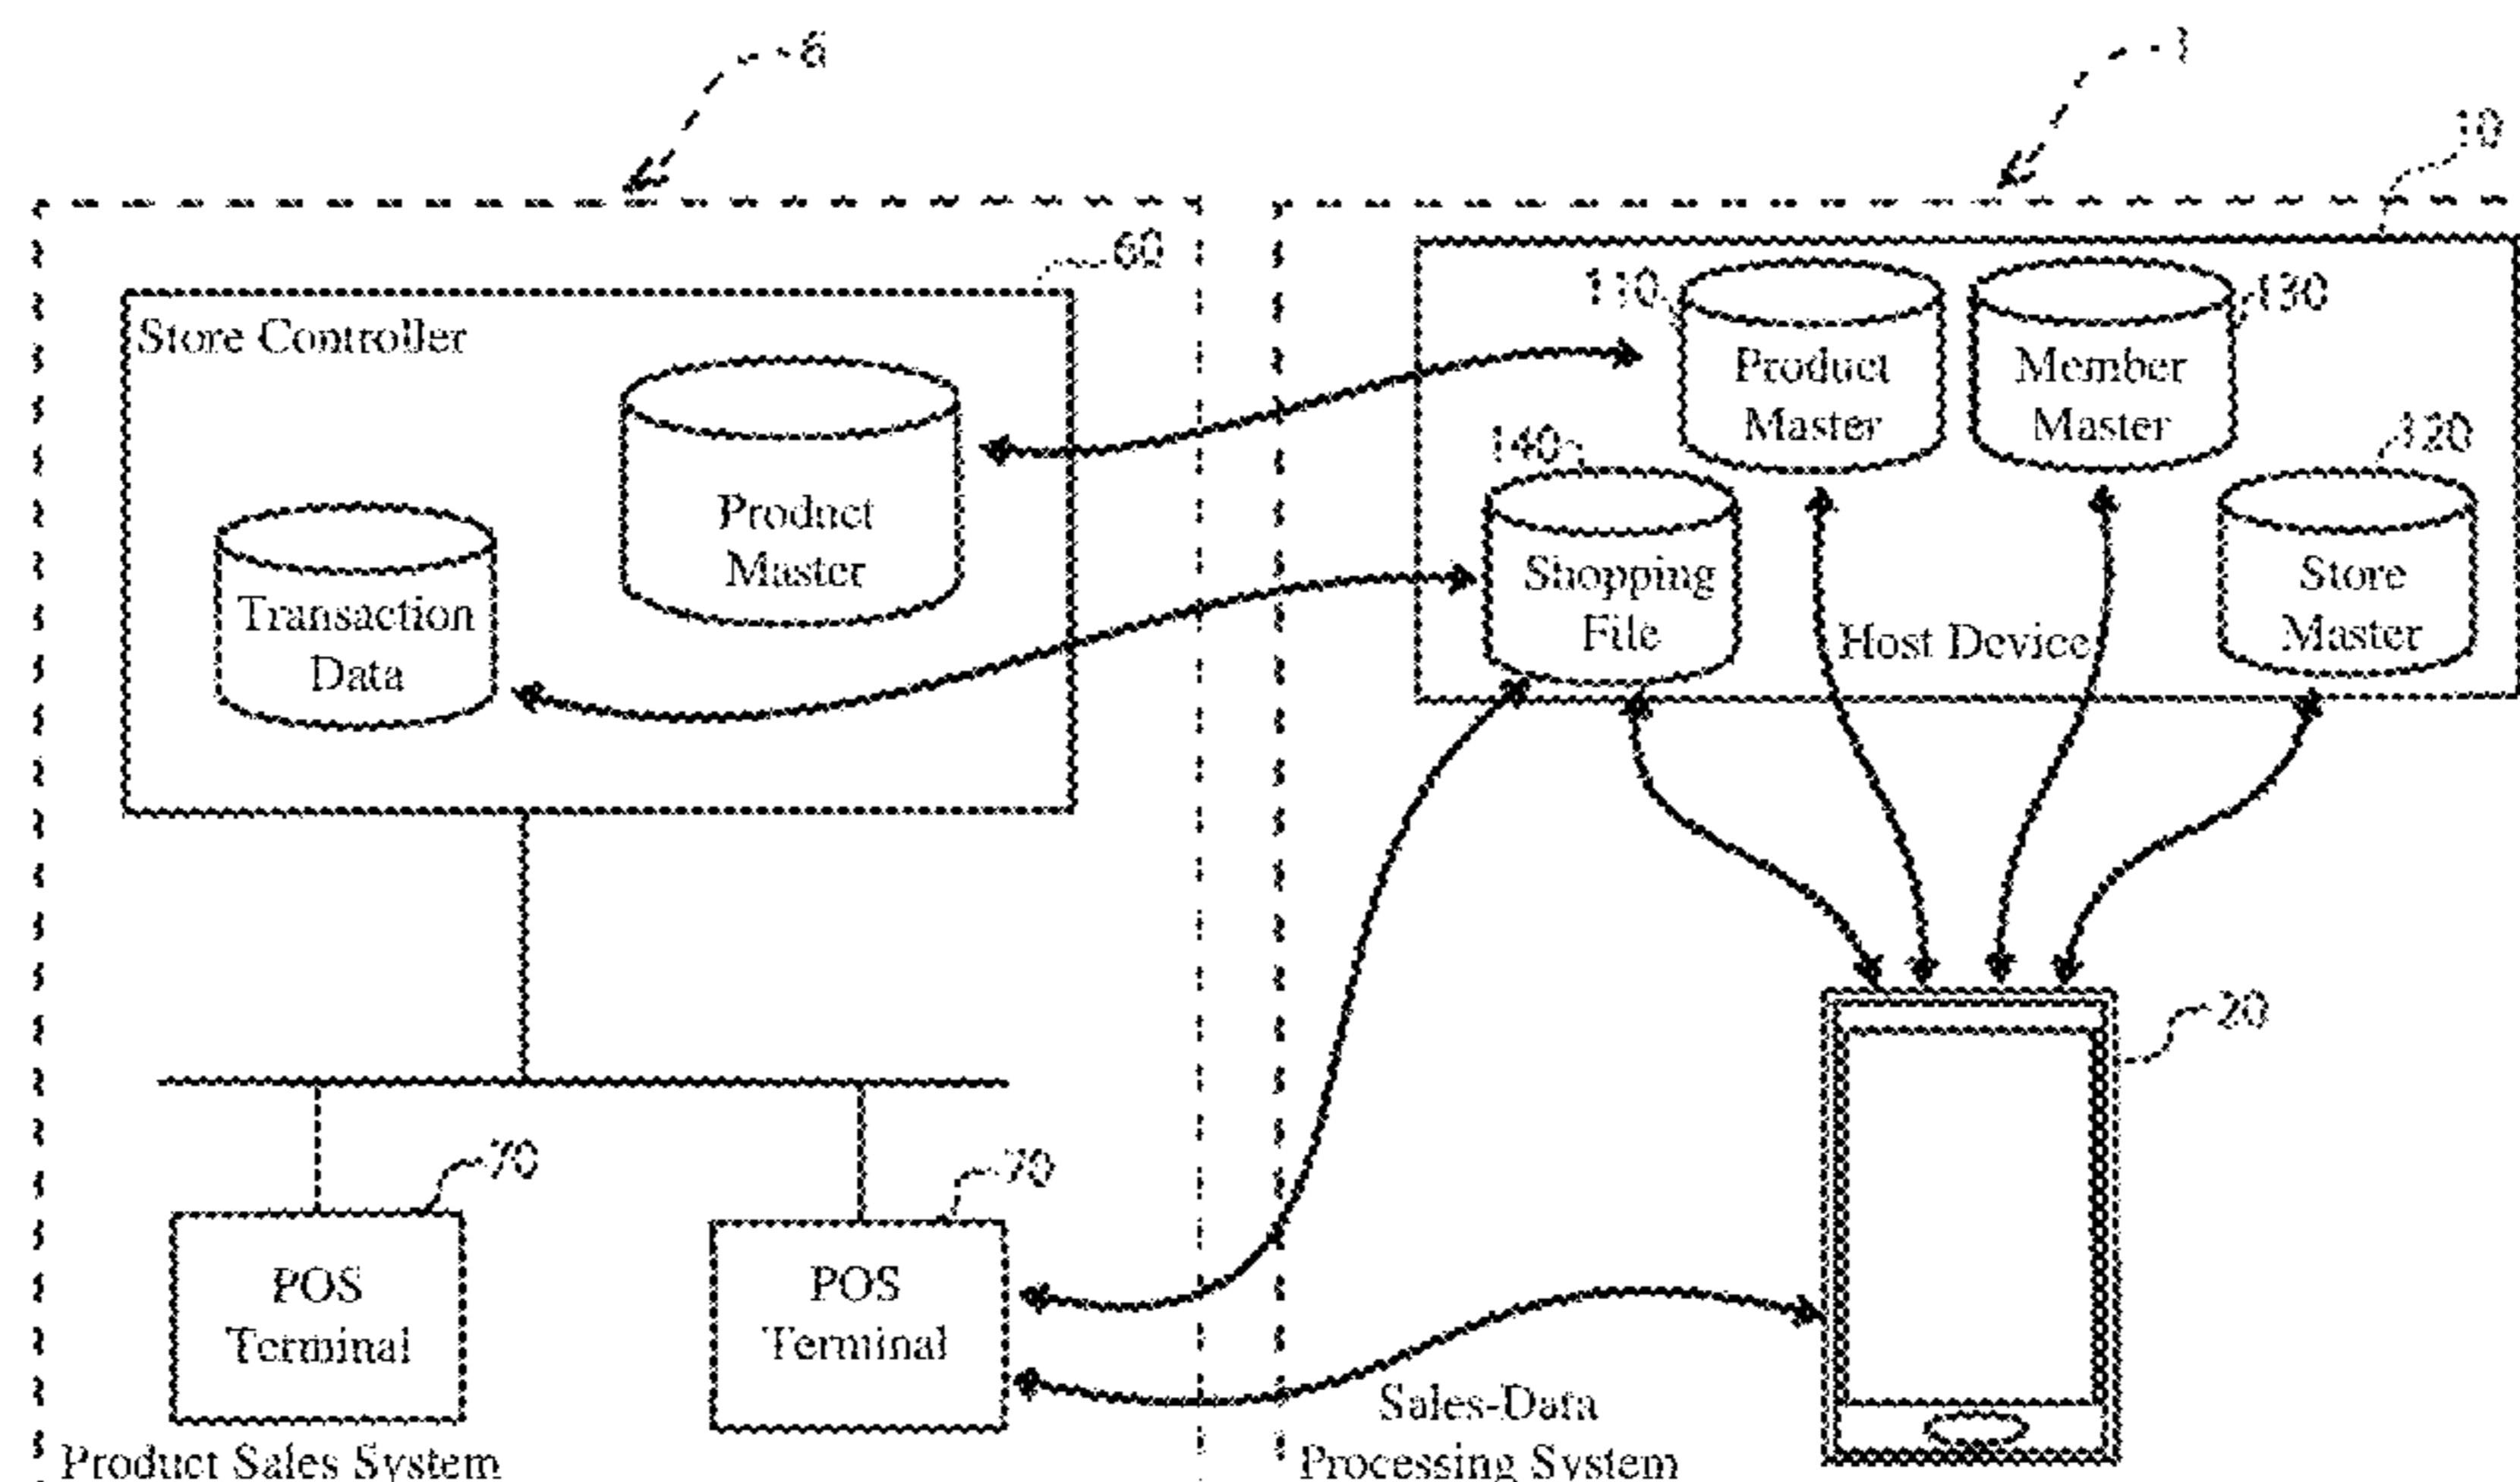 6
1
10
60
Store Controller
110
130
Product
Master
Member
Master
140
120
Product
Master
Shopping
File
Store
Master
Transaction
Data
Host Device
20
70
70
POS
Terminal
POS
Terminal
Sales-Data
Processing System
Product Sales System